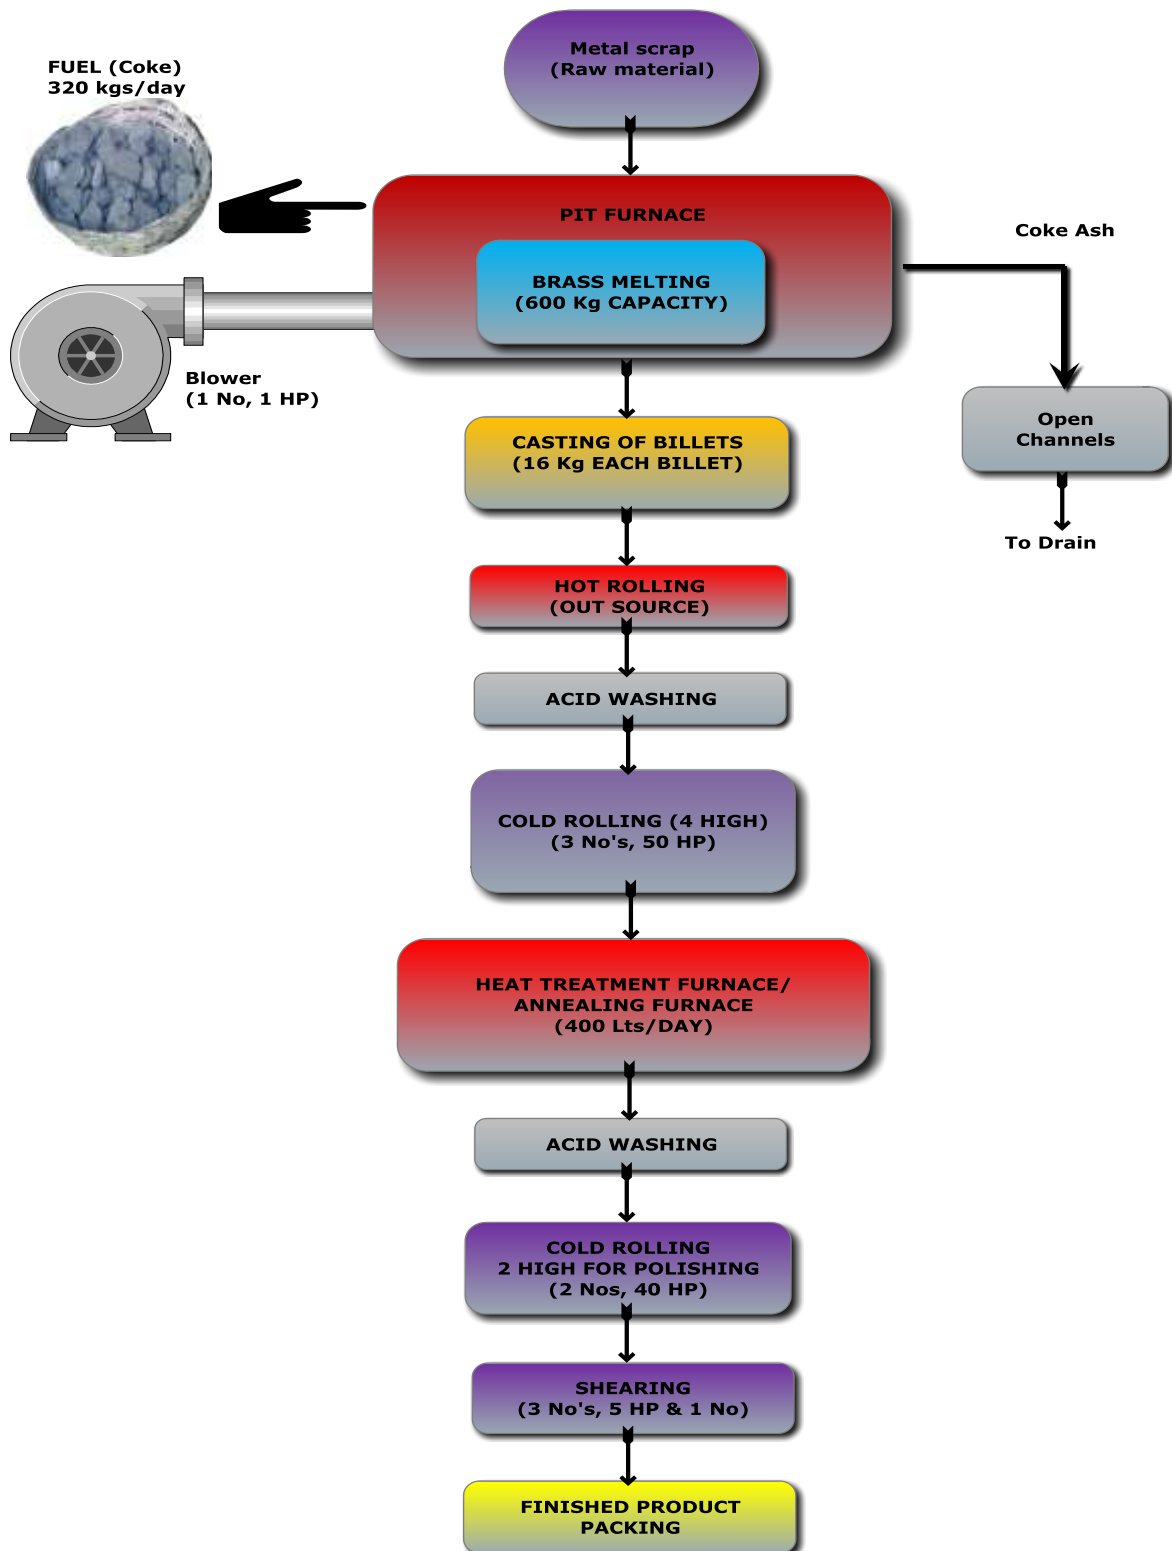 Metal scrap
(Raw material)
FUEL (Coke)
320 kgs/day
PIT FURNACE
BRASS MELTING
(600 Kg CAPACITY)
Coke Ash
Blower
(1 No, 1 HP)
Open
Channels
To Drain
CASTING OF BILLETS
(16 Kg EACH BILLET)
HOT ROLLING
(OUT SOURCE)
ACID WASHING
COLD ROLLING (4 HIGH)
(3 No's, 50 HP)
HEAT TREATMENT FURNACE/
ANNEALING FURNACE
(400 Lts/DAY)
ACID WASHING
COLD ROLLING
2 HIGH FOR POLISHING
(2 Nos, 40 HP)
SHEARING
(3 No's, 5 HP & 1 No)
FINISHED PRODUCT
PACKING